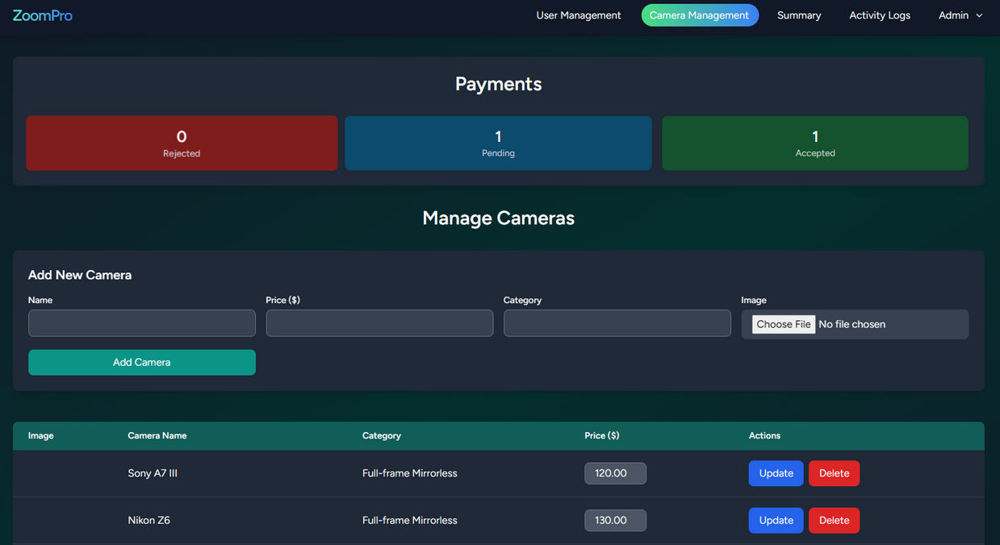 ZoomPro
User Management Camera Management Summary Activity Logs Admin
Payments
0 1 1
Rejected Pending Accepted
Manage Cameras
Add New Camera
Name Price ($) Category Image
Choose File No file chosen
Add Camera
Image Camera Name Category Price ($) Actions
Sony A7 III Full-frame Mirrorless 120.00 Update Delete
Nikon Z6 Full-frame Mirrorless 130.00 Update Delete